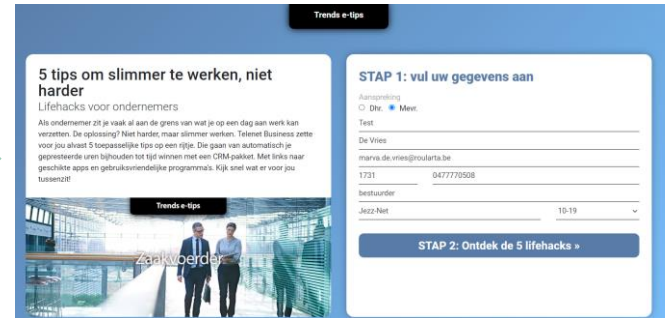 Trends e-tips
5 tips om slimmer te werken, niet
harder
Lifehacks voor ondernemers
Als ondernemer zit je vaak al aan de grens van wat je op een dag aan werk kan
verzetten. De oplossing? Niet harder, maar slimmer werken. Telenet Business zette
voor jou alvast 5 toepasselijke tips op een rijtje. Die gaan van automatisch je
gepresteerde uren bijhouden tot tijd winnen met een CRM-pakket. Met links naar
geschikte apps en gebruiksvriendelijke programma's. Kijk snel wat er voor jou
tussenzit!
Trends e-tips
Zaakvoerder
STAP 1: vul uw gegevens aan
Aanspreking
Dhr. Mevr.
Test
De Vries
marva.de.vries@roularta.be
1731 0477770508
bestuurder
Jezz-Net 10-19
STAP 2: Ontdek de 5 lifehacks »